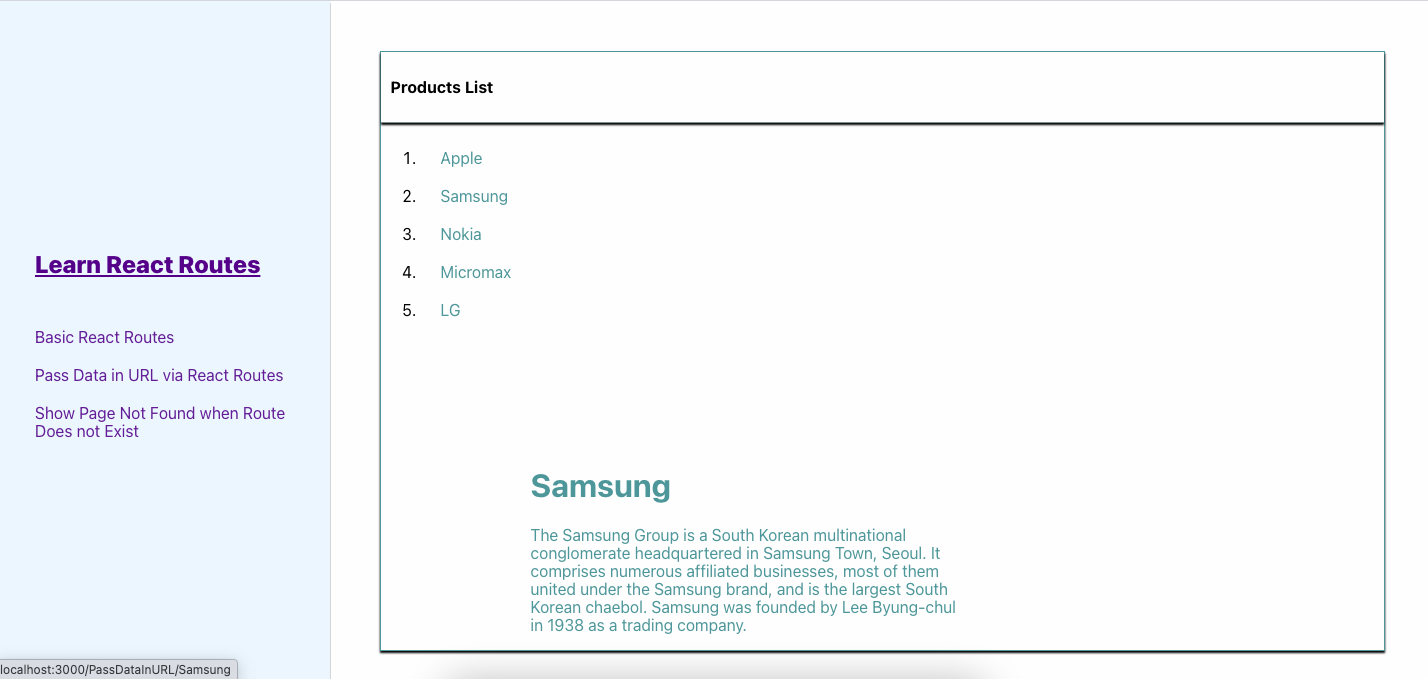 Learn React Routes
Basic React Routes
Pass Data in URL via React Routes
Show Page Not Found when Route
Does not Exist
Products List
1. Apple
2. Samsung
3. Nokia
4. Micromax
5. LG
Samsung
The Samsung Group is a South Korean multinational
conglomerate headquartered in Samsung Town, Seoul. It
comprises numerous affiliated businesses, most of them
united under the Samsung brand, and is the largest South
Korean chaebol. Samsung was founded by Lee Byung-chul
in 1938 as a trading company.
localhost:3000/PassDataInURL/Samsung